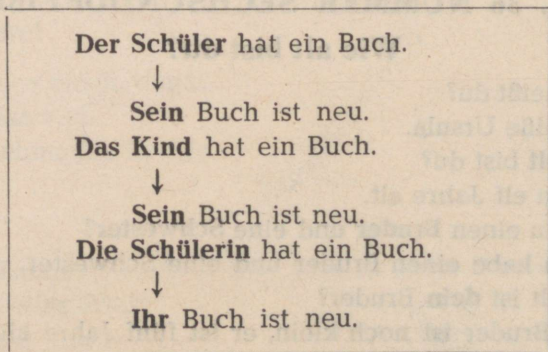 Der Schüler hat ein Buch.
↓
Sein Buch ist neu.
Das Kind hat ein Buch.
↓
Sein Buch ist neu.
Die Schülerin hat ein Buch.
↓
Ihr Buch ist neu.